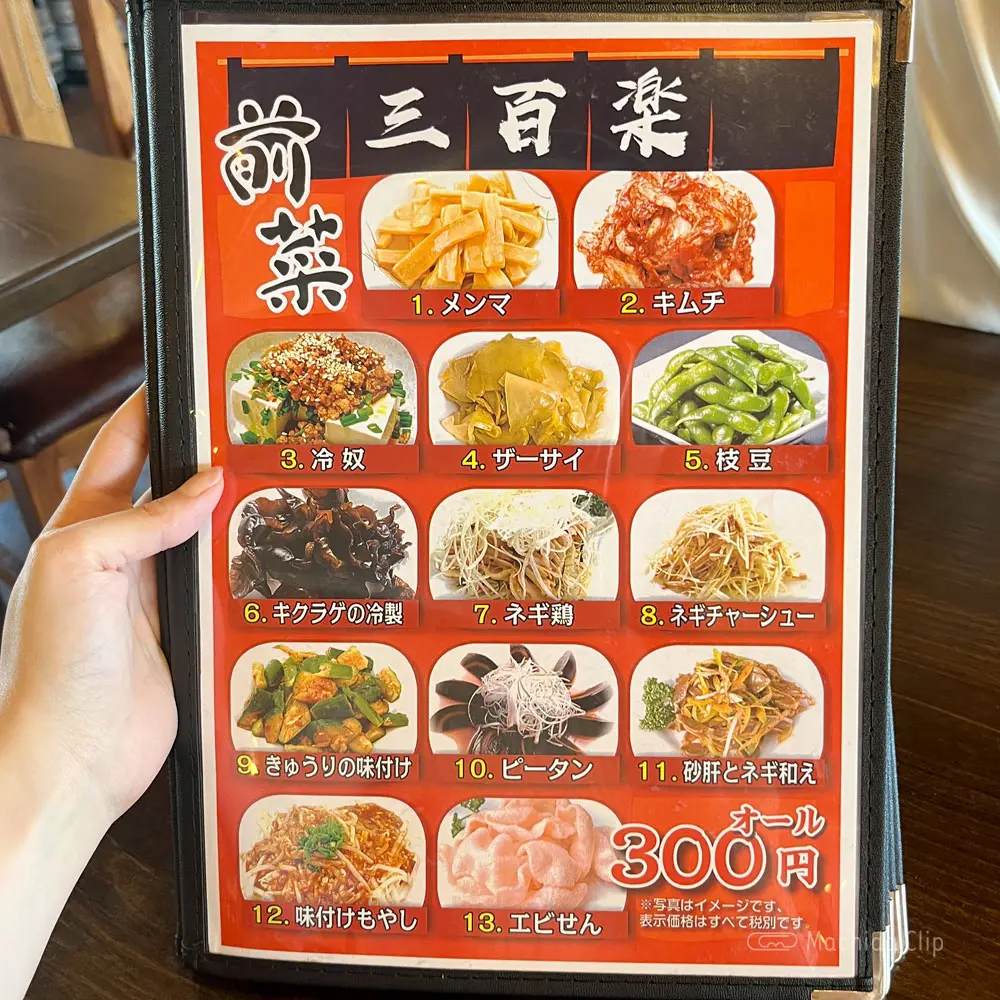 三百楽
前菜
1. メンマ
2. キムチ
3. 冷奴
4. ザーサイ
5. 枝豆
6. キクラゲの冷製
7. ネギ鶏
8. ネギチャーシュー
9. きゅうりの味付け
10. ピータン
11. 砂肝とネギ和え
12. 味付けもやし
13. エビせん
オール
300円
※写真はイメージです、
表示価格はすべて税別です。
Machida Clip